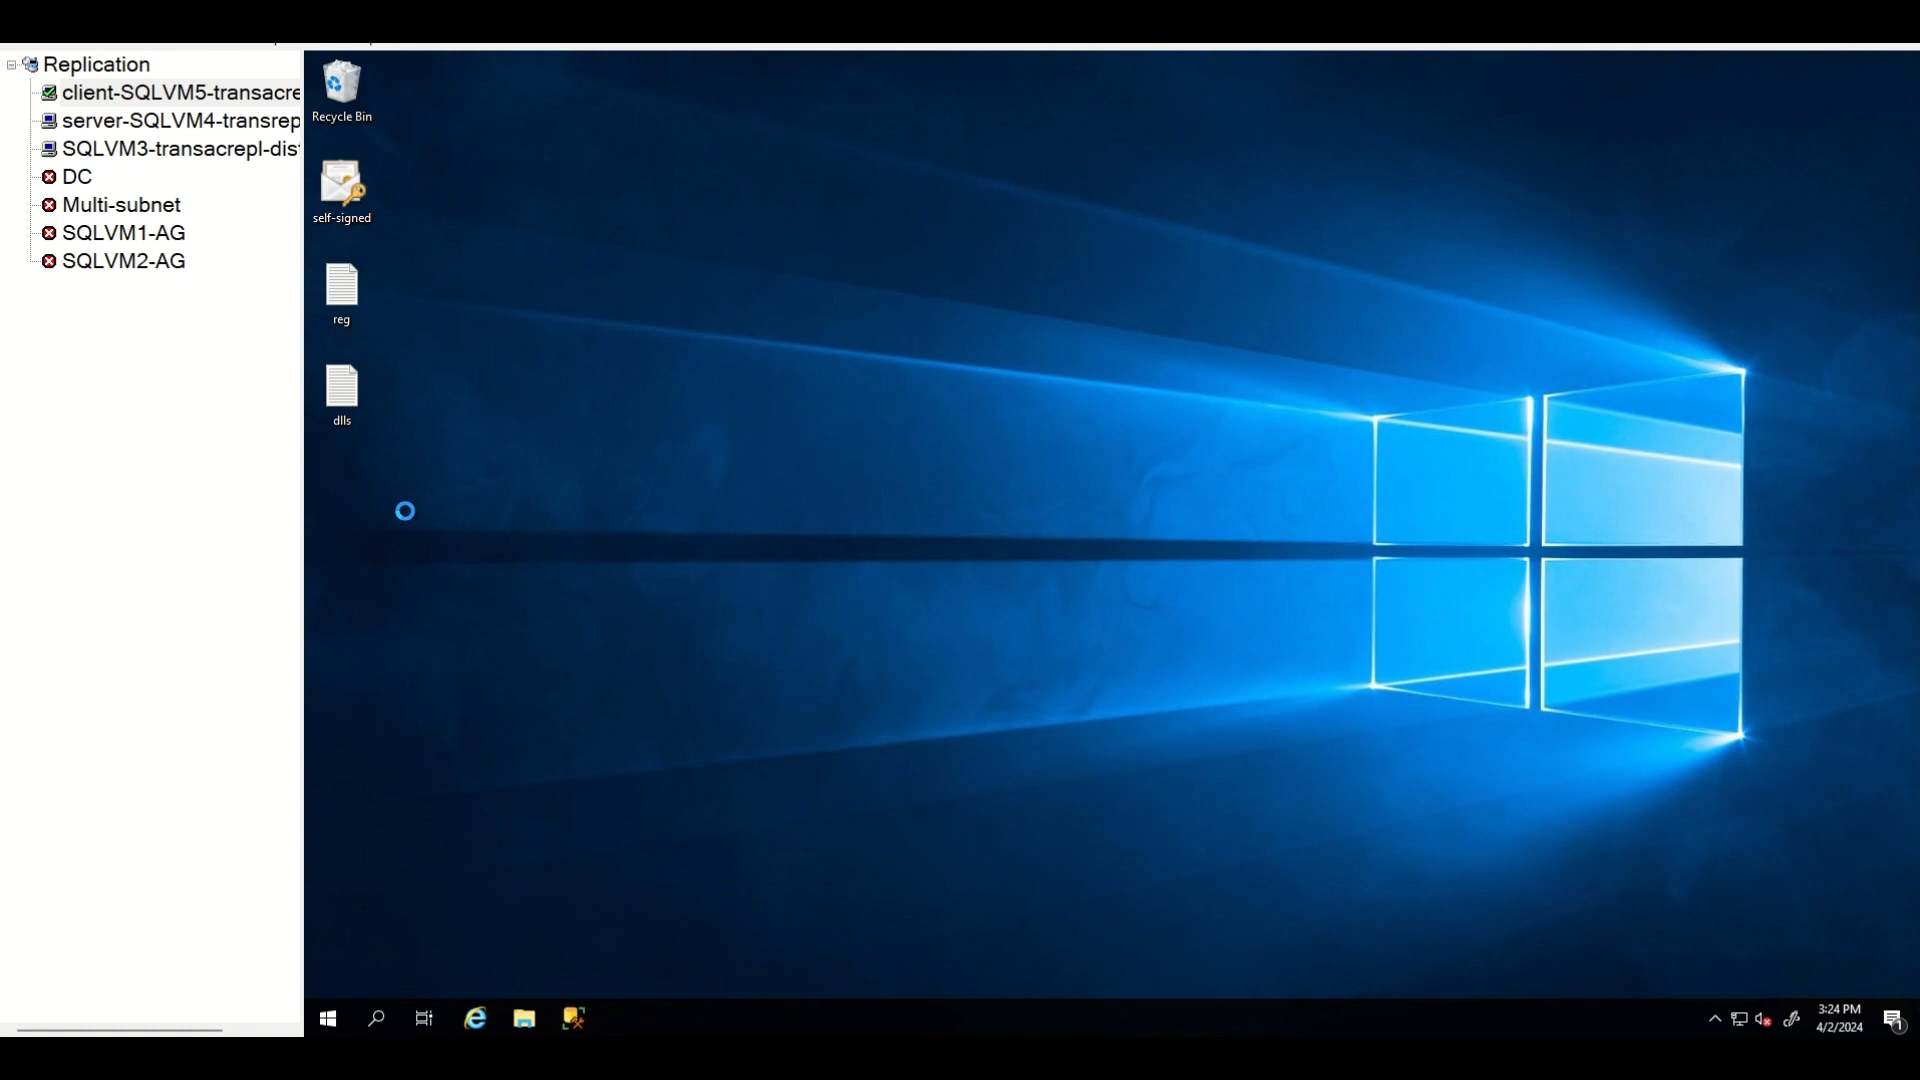 Replication
client-SQLVM5-transacre
server-SQLVM4-transrep
SQLVM3-transacrepl-dis
DC
Multi-subnet
SQLVM1-AG
SQLVM2-AG
Recycle Bin
self-signed
reg
dlls
3:24 PM
4/2/2024
1